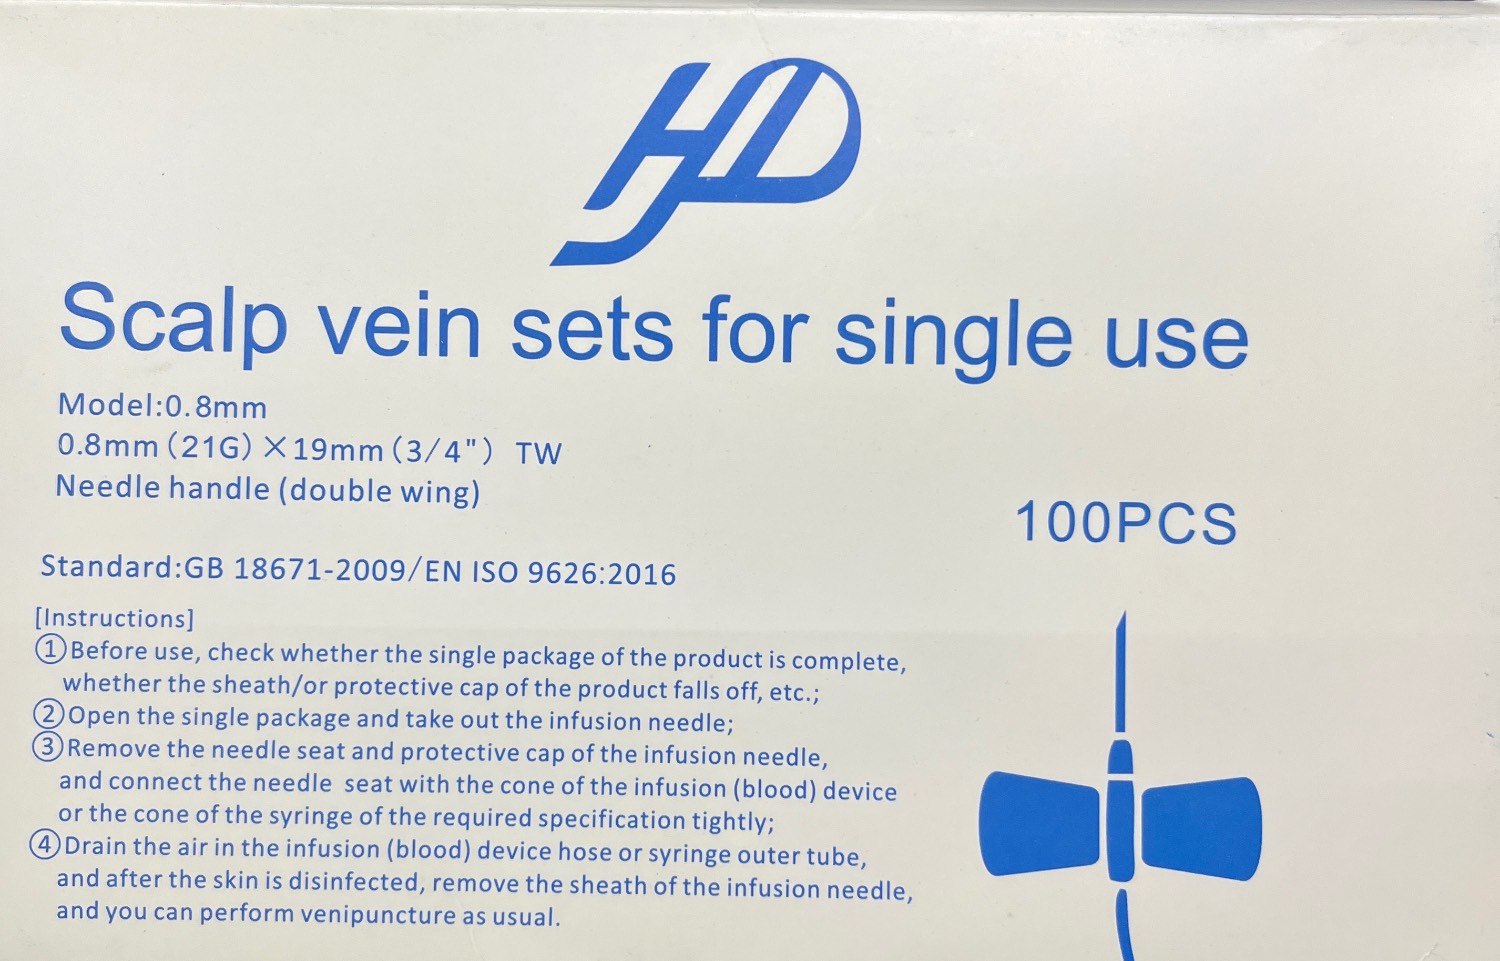 HD
Scalp vein sets for single use
Model:0.8mm
0.8mm (21G) ×19mm (3/4") TW
Needle handle (double wing)
100PCS
Standard:GB 18671-2009/EN ISO 9626:2016
[Instructions]
①Before use, check whether the single package of the product is complete,
whether the sheath/or protective cap of the product falls off, etc.;
②Open the single package and take out the infusion needle;
③Remove the needle seat and protective cap of the infusion needle,
and connect the needle seat with the cone of the infusion (blood) device
or the cone of the syringe of the required specification tightly;
④Drain the air in the infusion (blood) device hose or syringe outer tube,
and after the skin is disinfected, remove the sheath of the infusion needle,
and you can perform venipuncture as usual.